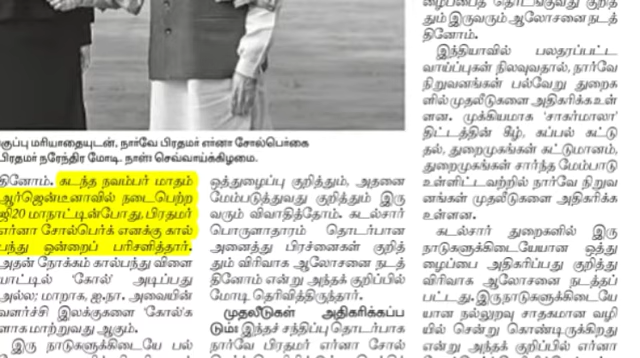 குப்பு மரியாதையுடன், நார்வே பிரதமர் எர்னா சோல்பெர்கை
பிரதமர் நரேந்திர மோடி. நாள்: செவ்வாய்க்கிழமை.
தினோம். கடந்த நவம்பர் மாதம்
ஆர்ஜென்டீனாவில் நடைபெற்ற
ஜி20 மாநாட்டின்போது, பிரதமர்
எர்னா சோல்பெர்க் எனக்கு கால்
பந்து ஒன்றைப் பரிசளித்தார்.
அதன் நோக்கம் கால்பந்து விளை
யாட்டில் 'கோல்' அடிப்பது
அல்ல; மாறாக, ஐ.நா. அவையின்
வளர்ச்சி இலக்குகளை 'கோல்'க
ளாக மாற்றுவது ஆகும்.
இரு நாடுகளுக்கிடையே பல்
ஒத்துழைப்பு குறித்தும், அதனை
மேம்படுத்துவது குறித்தும் இரு
வரும் விவாதித்தோம். கடல்சார்
பொருளாதாரம் தொடர்பான
அனைத்து பிரச்னைகள் குறித்
தும் விரிவாக ஆலோசனை நடத்
தினோம் என்று அந்தக் குறிப்பில்
மோடி தெரிவித்திருந்தார்.
முதலீடுகள் அதிகரிக்கப்ப
டும்: இந்தச் சந்திப்பு தொடர்பாக
நார்வே பிரதமர் எர்னா சோல்
ழைப்பைத் தொடங்குவது குறித்
தும் இருவரும் ஆலோசனை நடத்
தினோம்.
இந்தியாவில் பலதரப்பட்ட
வாய்ப்புகள் நிலவுவதால், நார்வே
நிறுவனங்கள் பல்வேறு துறைக
ளில் முதலீடுகளை அதிகரிக்க உள்
ளன. முக்கியமாக 'சாகர்மாலா'
திட்டத்தின் கீழ், கப்பல் கட்டு
தல், துறைமுகங்கள் கட்டுமானம்,
துறைமுகங்கள் சார்ந்த மேம்பாடு
உள்ளிட்டவற்றில் நார்வே நிறுவ
னங்கள் முதலீடுகளை அதிகரிக்க
உள்ளன.
கடல்சார் துறைகளில் இரு
நாடுகளுக்கிடையேயான ஒத்து
ழைப்பை அதிகரிப்பது குறித்து
விரிவாக ஆலோசனை நடத்தப்
பட்டது. இரு நாடுகளுக்கிடையே
யான நல்லுறவு சாதகமான வழி
யில் சென்று கொண்டிருக்கிறது
என்று அந்தக் குறிப்பில் எர்னா